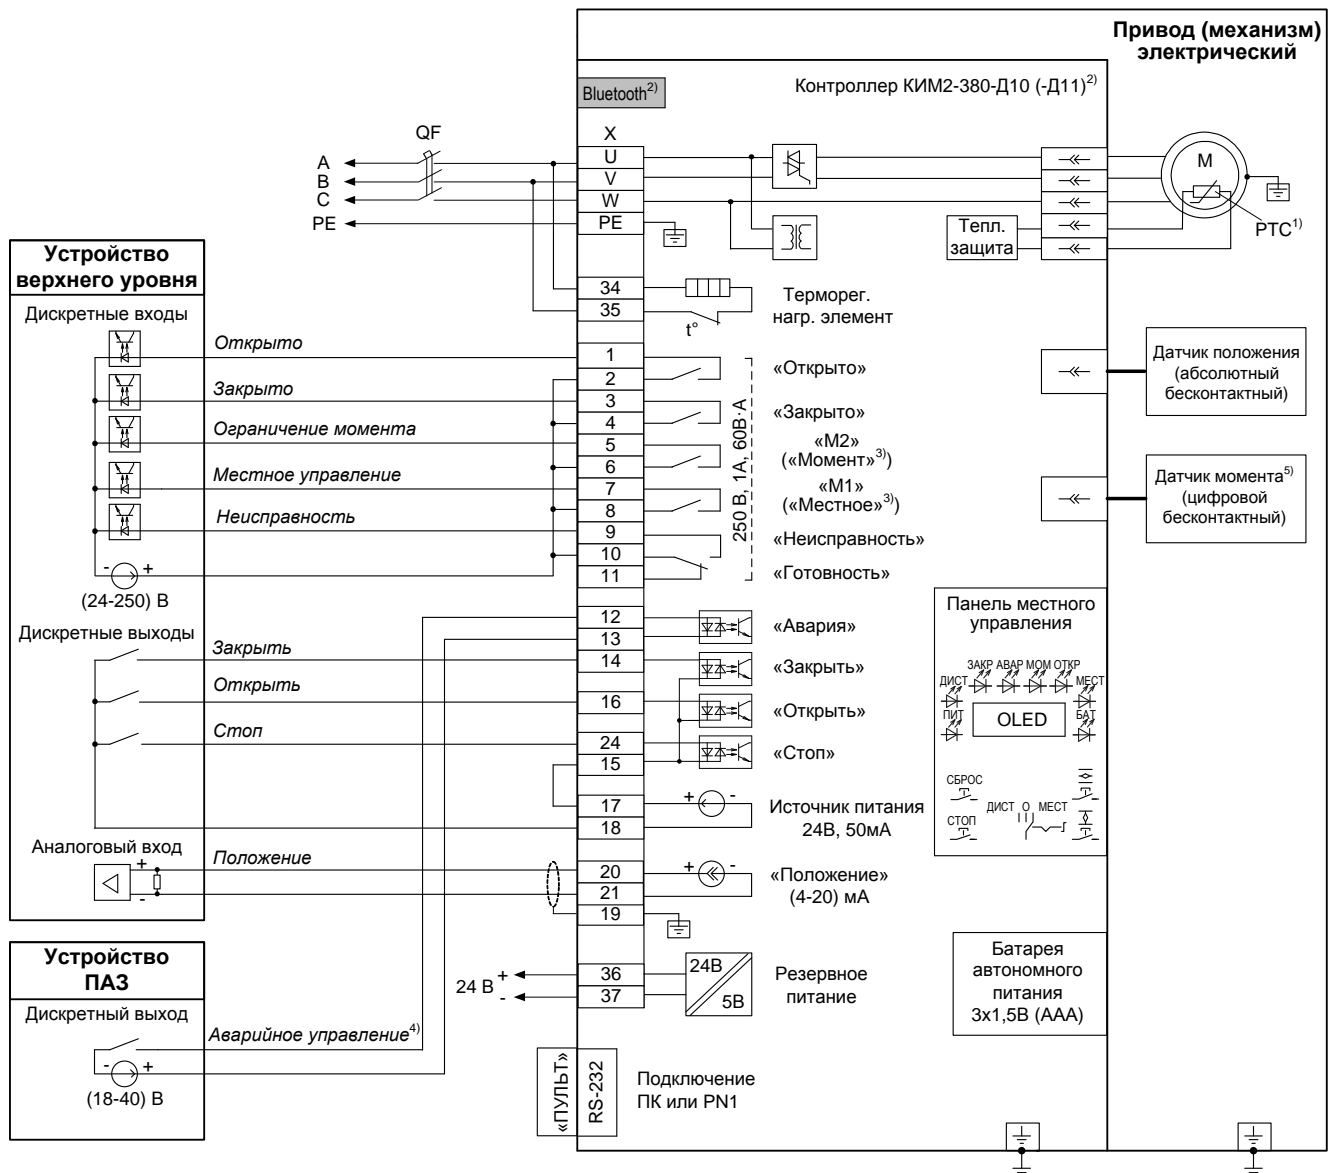 Привод (механизм)
электрический
Bluetooth2)
Контроллер КИМ2-380-Д10 (-Д11)2)
QF
X
A
B
C
PE
U
V
W
PE
M
PTC1)
Тепл.
защита
34
35
t°
Терморег.
нагр. элемент
Устройство
верхнего уровня
Дискретные входы
Открыто
Закрыто
Ограничение момента
Местное управление
Неисправность
- +
(24-250) В
1
2
3
4
5
6
7
8
9
10
11
250 В, 1А, 60В·А
«Открыто»
«Закрыто»
«М2»
(«Момент»3))
«М1»
(«Местное»3))
«Неисправность»
«Готовность»
Датчик положения
(абсолютный
бесконтактный)
Датчик момента5)
(цифровой
бесконтактный)
Дискретные выходы
Закрыть
Открыть
Стоп
12
13
14
16
24
15
17
18
«Авария»
«Закрыть»
«Открыть»
«Стоп»
+ -
Источник питания
24В, 50мА
Панель местного
управления
ЗАКР АВАР МОМ ОТКР
ДИСТ
МЕСТ
ПИТ
OLED
БАТ
СБРОС
ДИСТ О МЕСТ
СТОП
Аналоговый вход
+
-
Положение
20
21
19
+ -
«Положение»
(4-20) мА
24 В
+
-
36
37
24В
5В
Резервное
питание
Батарея
автономного
питания
3х1,5В (ААА)
Устройство
ПАЗ
Дискретный выход
Аварийное управление4)
- +
(18-40) В
«ПУЛЬТ»
RS-232
Подключение
ПК или PN1